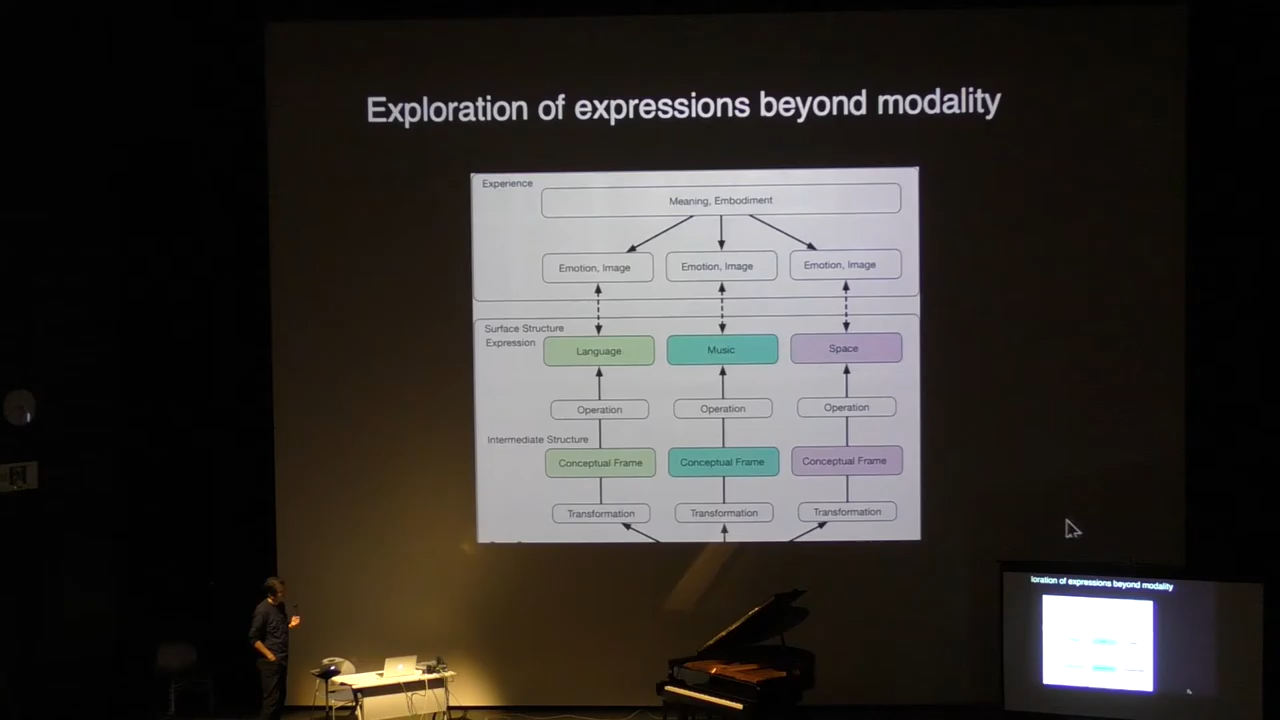 Exploration of expressions beyond modality
Experience
Meaning, Embodiment
Emotion, Image
Emotion, Image
Emotion, Image
Surface Structure
Expression
Language
Music
Space
Operation
Operation
Operation
Intermediate Structure
Conceptual Frame
Conceptual Frame
Conceptual Frame
Transformation
Transformation
Transformation
loration of expressions beyond modality